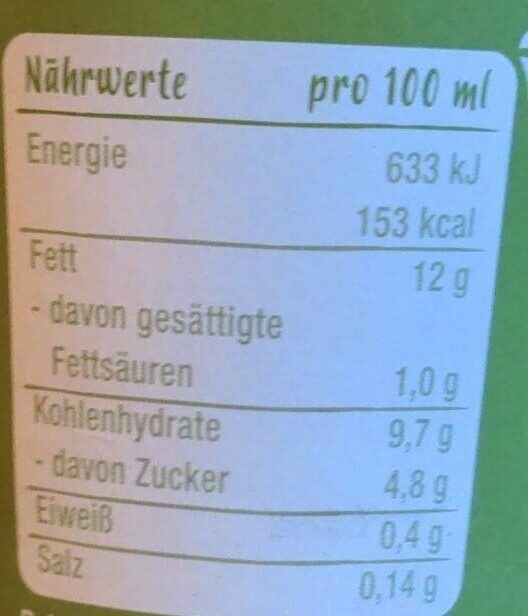 Nährwerte pro 100 ml
Energie 633 kJ
153 kcal
Fett 12 g
- davon gesättigte
Fettsäuren 1,0 g
Kohlenhydrate 9,7 g
- davon Zucker 4,8 g
Eiweiß 0,4 g
Salz 0,14 g